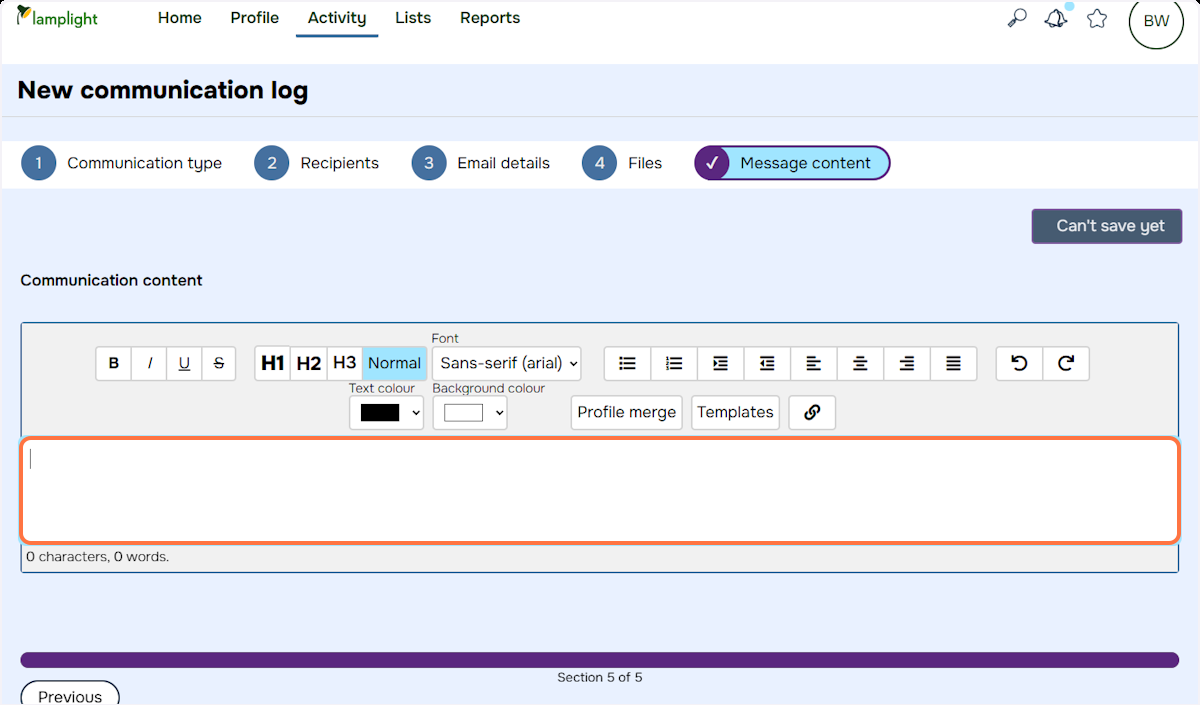 lamplight Home Profile Activity Lists Reports BW
New communication log
1 Communication type 2 Recipients 3 Email details 4 Files ✓ Message content
Can't save yet
Communication content
Font
B I U S H1 H2 H3 Normal Sans-serif (arial)
Text colour Background colour
Profile merge Templates
0 characters, 0 words.
Section 5 of 5
Previous